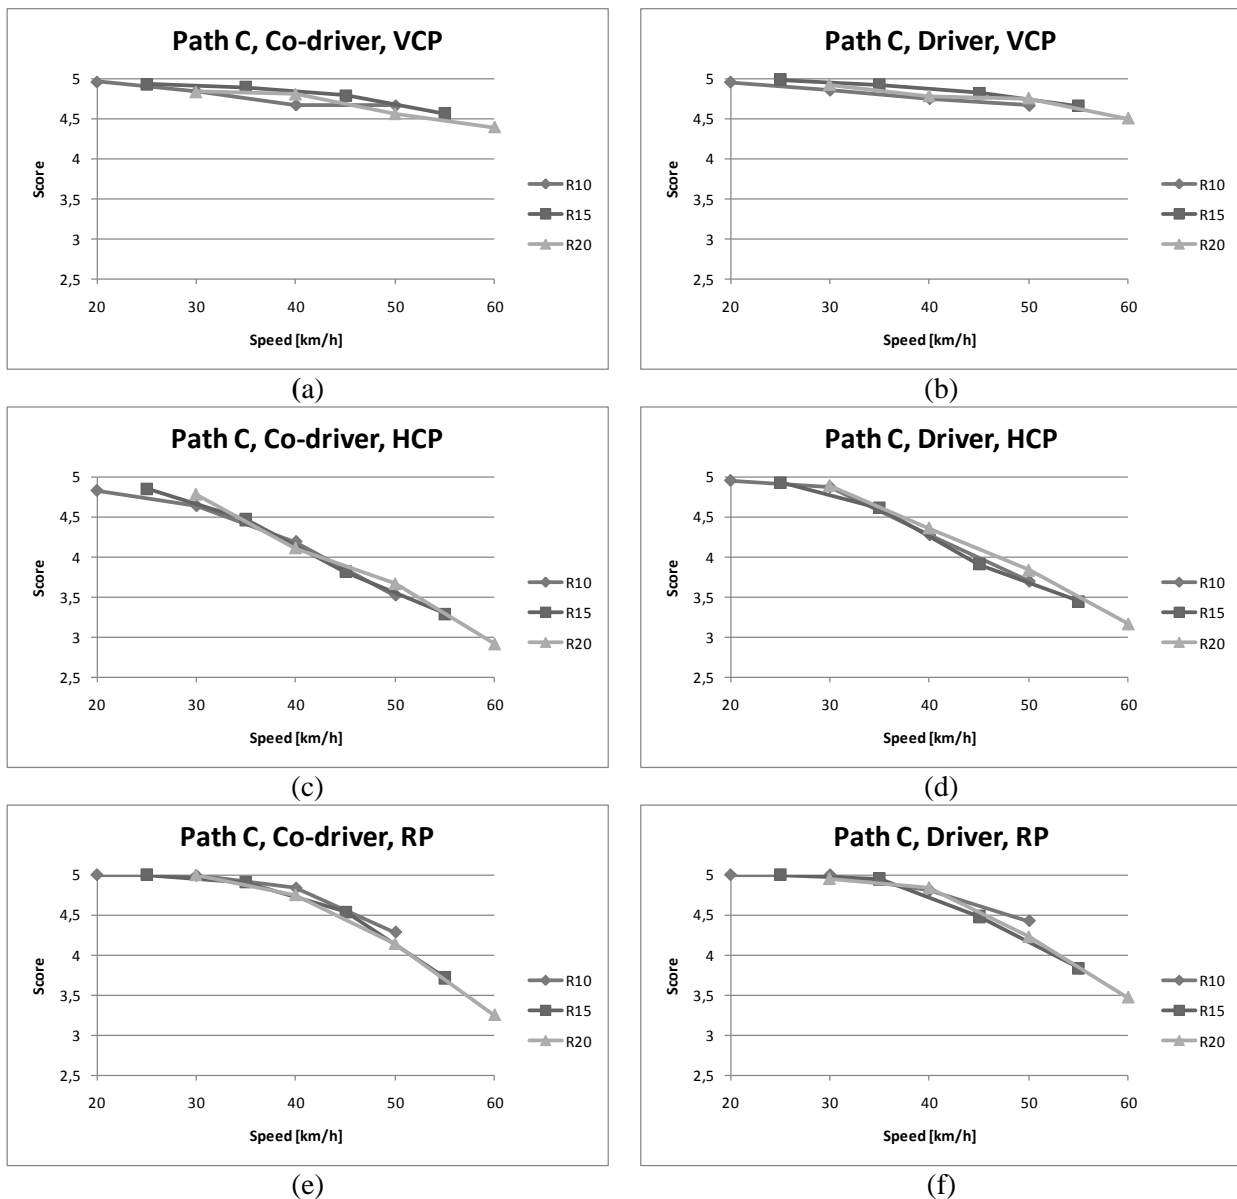 Path C, Co-driver, VCP
5
4,5
4
3,5
3
2,5
Score
20 30 40 50 60
Speed [km/h]
R10
R15
R20
(a)
Path C, Driver, VCP
5
4,5
4
3,5
3
2,5
Score
20 30 40 50 60
Speed [km/h]
R10
R15
R20
(b)
Path C, Co-driver, HCP
5
4,5
4
3,5
3
2,5
Score
20 30 40 50 60
Speed [km/h]
R10
R15
R20
(c)
Path C, Driver, HCP
5
4,5
4
3,5
3
2,5
Score
20 30 40 50 60
Speed [km/h]
R10
R15
R20
(d)
Path C, Co-driver, RP
5
4,5
4
3,5
3
2,5
Score
20 30 40 50 60
Speed [km/h]
R10
R15
R20
(e)
Path C, Driver, RP
5
4,5
4
3,5
3
2,5
Score
20 30 40 50 60
Speed [km/h]
R10
R15
R20
(f)